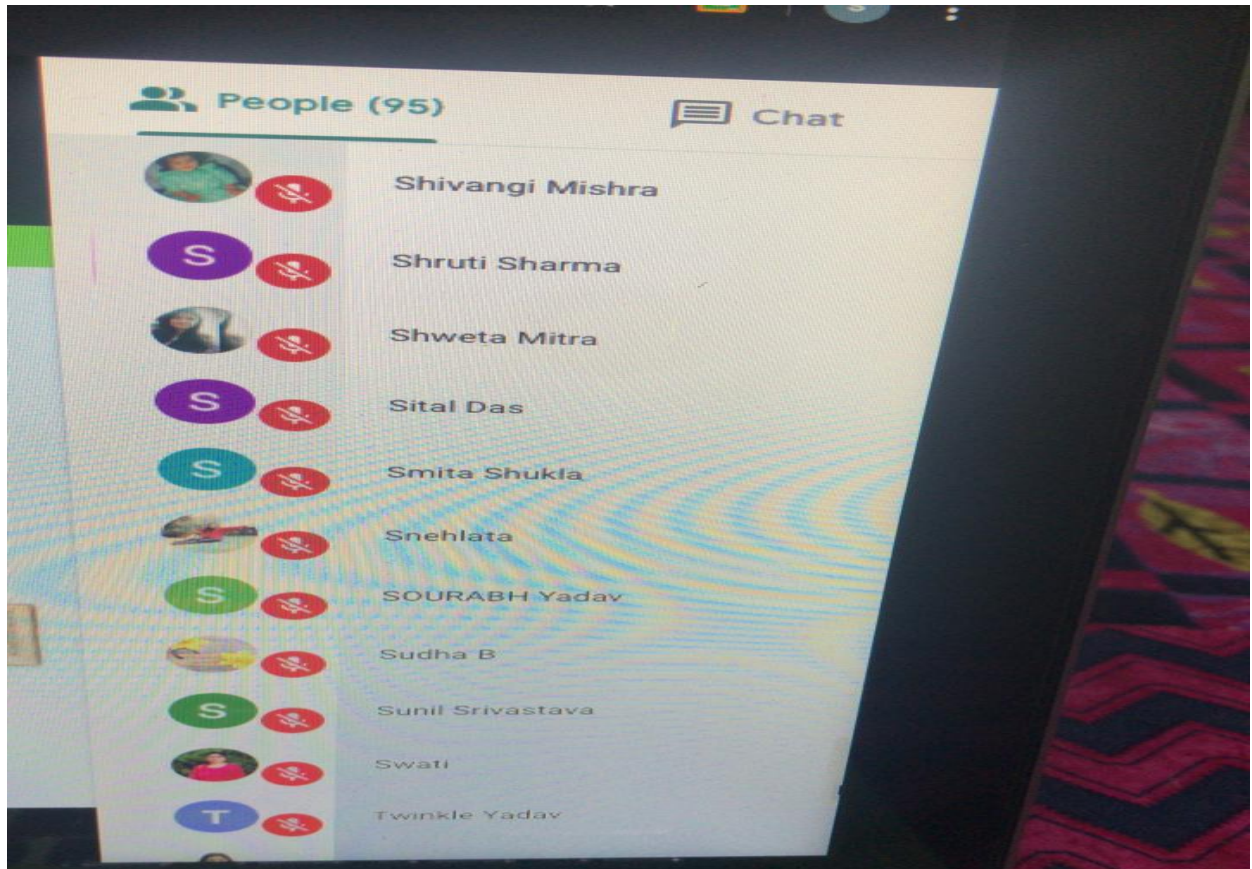 S
People (95)
Chat
Shivangi Mishra
S
Shruti Sharma
Shweta Mitra
S
Sital Das
S
Smita Shukla
Snehlata
S
SOURABH Yadav
Sudha B
S
Sunil Srivastava
Swati
T
Twinkle Yadav